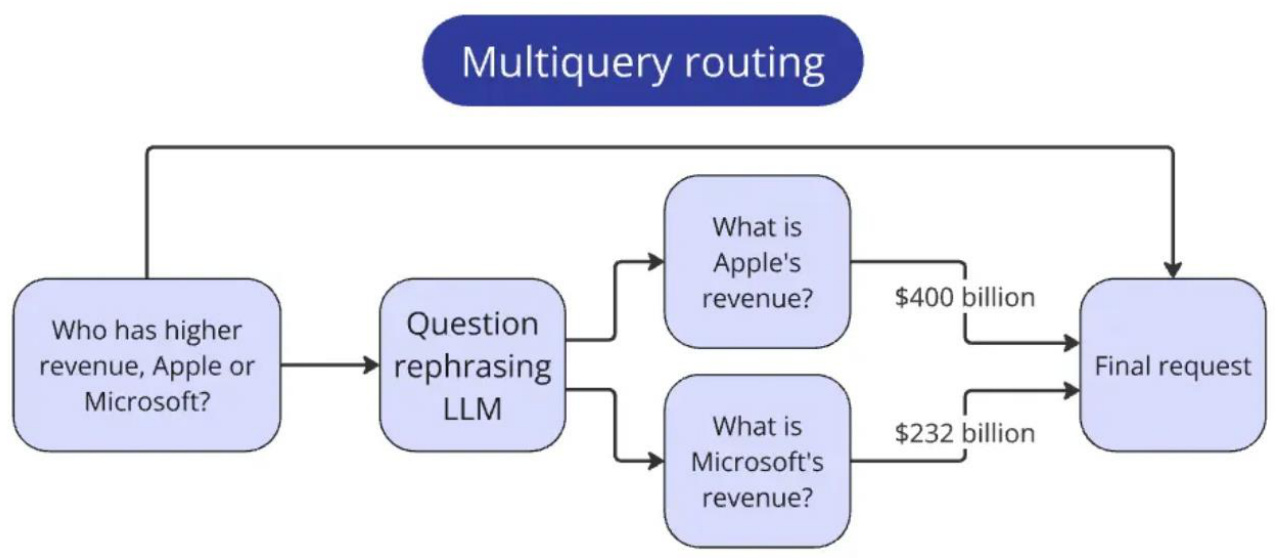 Multiquery routing
Who has higher
revenue, Apple or
Microsoft?
Question
rephrasing
LLM
What is
Apple's
revenue?
$400 billion
What is
Microsoft's
revenue?
$232 billion
Final request